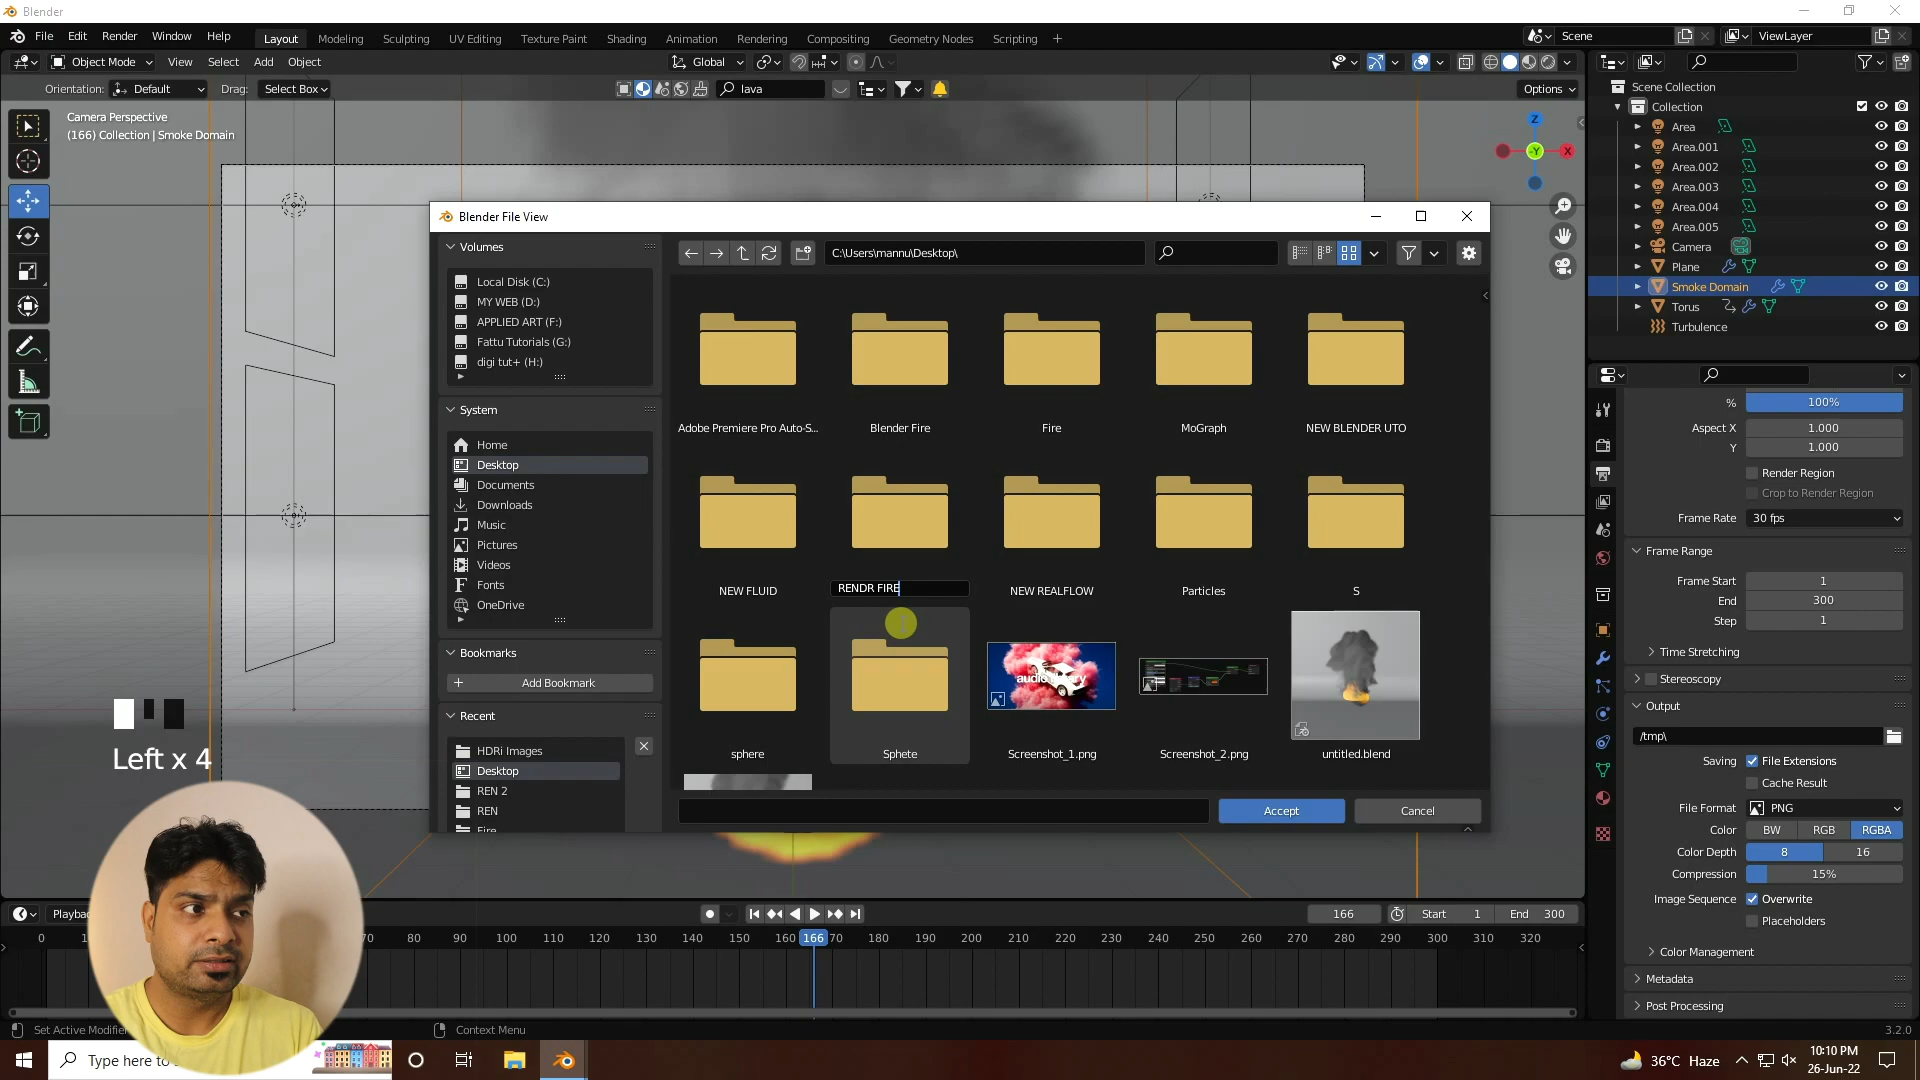 Blender
File Edit Render Window Help
Layout Modeling Sculpting UV Editing Texture Paint Shading Animation Rendering Compositing Geometry Nodes Scripting +
Scene
ViewLayer
Object Mode View Select Add Object
Global
Orientation: Default Drag: Select Box
lava
Options
Camera Perspective
(166) Collection | Smoke Domain
Z
-Y
X
Scene Collection
Collection
Area
Area.001
Area.002
Area.003
Area.004
Area.005
Camera
Plane
Smoke Domain
Torus
Turbulence
Blender File View
Volumes
Local Disk (C:)
MY WEB (D:)
APPLIED ART (F:)
Fattu Tutorials (G:)
digi tut+ (H:)
System
Home
Desktop
Documents
Downloads
Music
Pictures
Videos
Fonts
OneDrive
Bookmarks
Add Bookmark
Recent
HDRi Images
Desktop
REN 2
REN
Fire
C:\Users\mannu\Desktop\
Adobe Premiere Pro Auto-S...
Blender Fire
Fire
MoGraph
NEW BLENDER UTO
NEW FLUID
RENDR FIRE
NEW REALFLOW
Particles
S
audio library
sphere
Sphete
Screenshot_1.png
Screenshot_2.png
untitled.blend
Accept
Cancel
% 100%
Aspect X 1.000
Y 1.000
Render Region
Crop to Render Region
Frame Rate 30 fps
Frame Range
Frame Start 1
End 300
Step 1
Time Stretching
Stereoscopy
Output
/tmp\
Saving File Extensions
Cache Result
File Format PNG
Color BW RGB RGBA
Color Depth 8 16
Compression 15%
Image Sequence Overwrite
Placeholders
Color Management
Metadata
Post Processing
Left x 4
Playba
166 Start 1 End 300
0 1 70 80 90 100 110 120 130 140 150 160 166 70 180 190 200 210 220 230 240 250 260 270 280 290 300 310 320
Set Active Modifier
Context Menu
3.2.0
Type here to
36°C Haze
10:10 PM
26-Jun-22